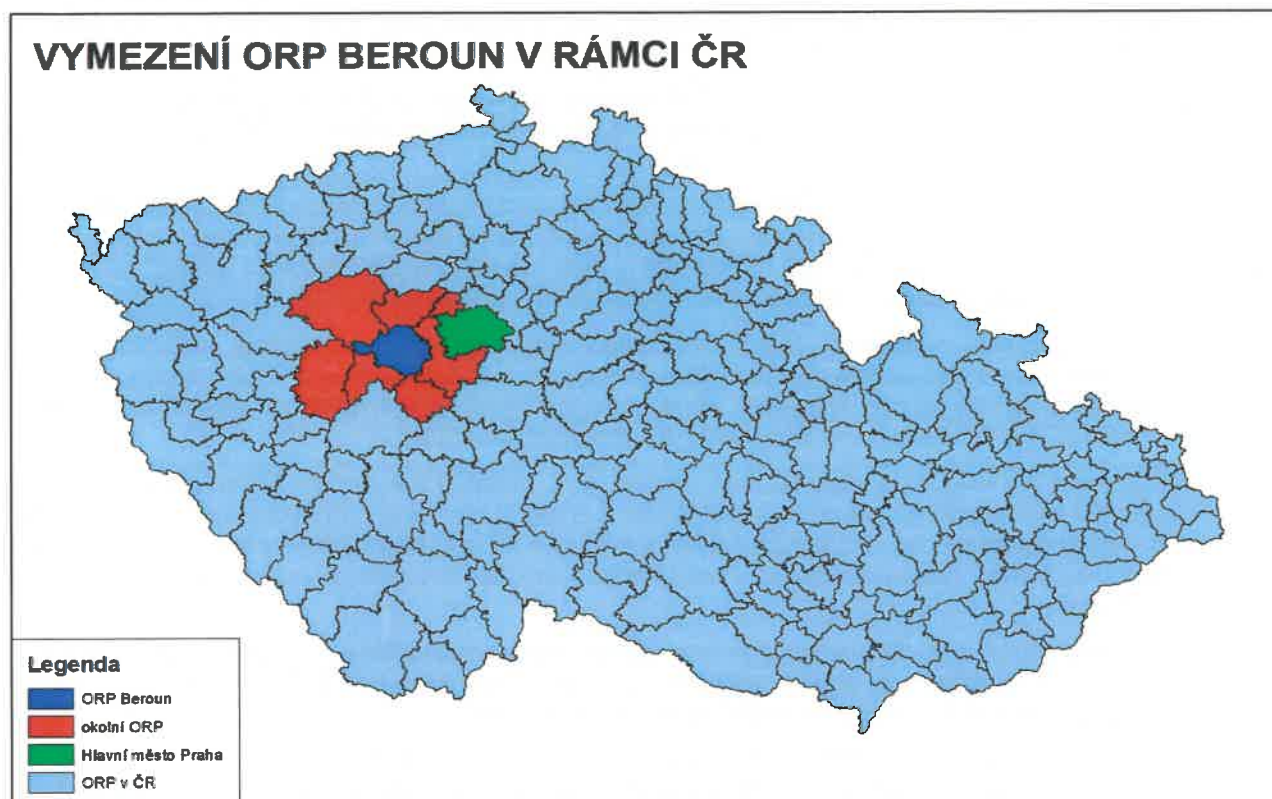 VYMEZENÍ ORP BEROUN V RÁMCI ČR
Legenda
ORP Beroun
okolní ORP
Hlavní město Praha
ORP v ČR